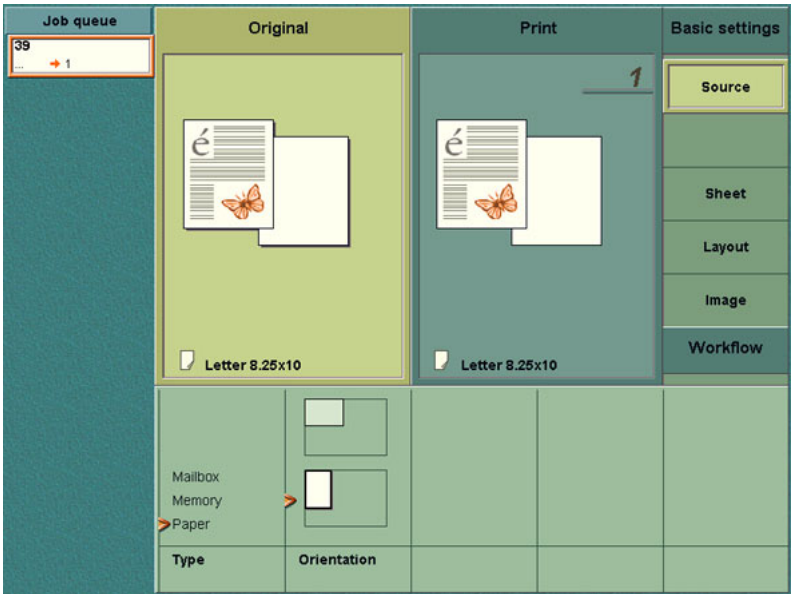 Job queue
39
... 1
Original
é
Letter 8.25x10
Print
1
é
Letter 8.25x10
Basic settings
Source
Sheet
Layout
Image
Workflow
Mailbox
Memory
Paper
Type
Orientation